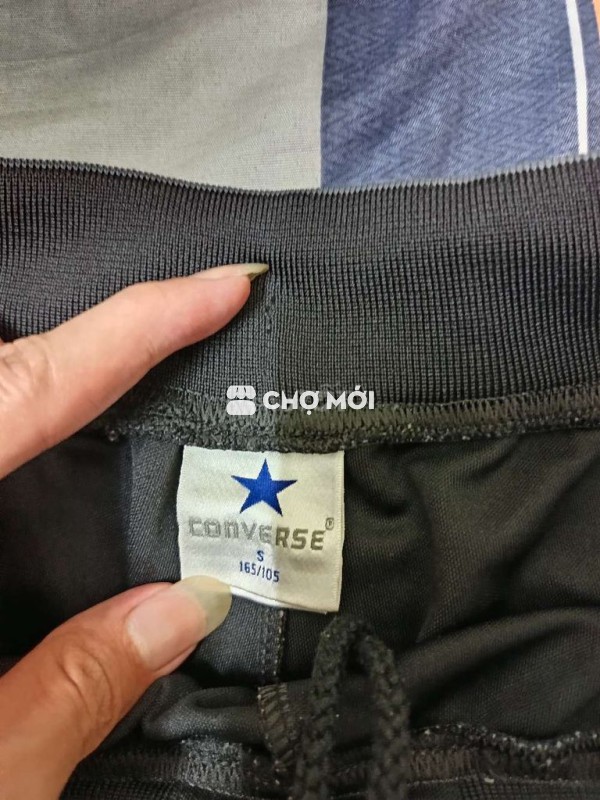 CHỢ MỚI
CONVERSE®
S
165/105